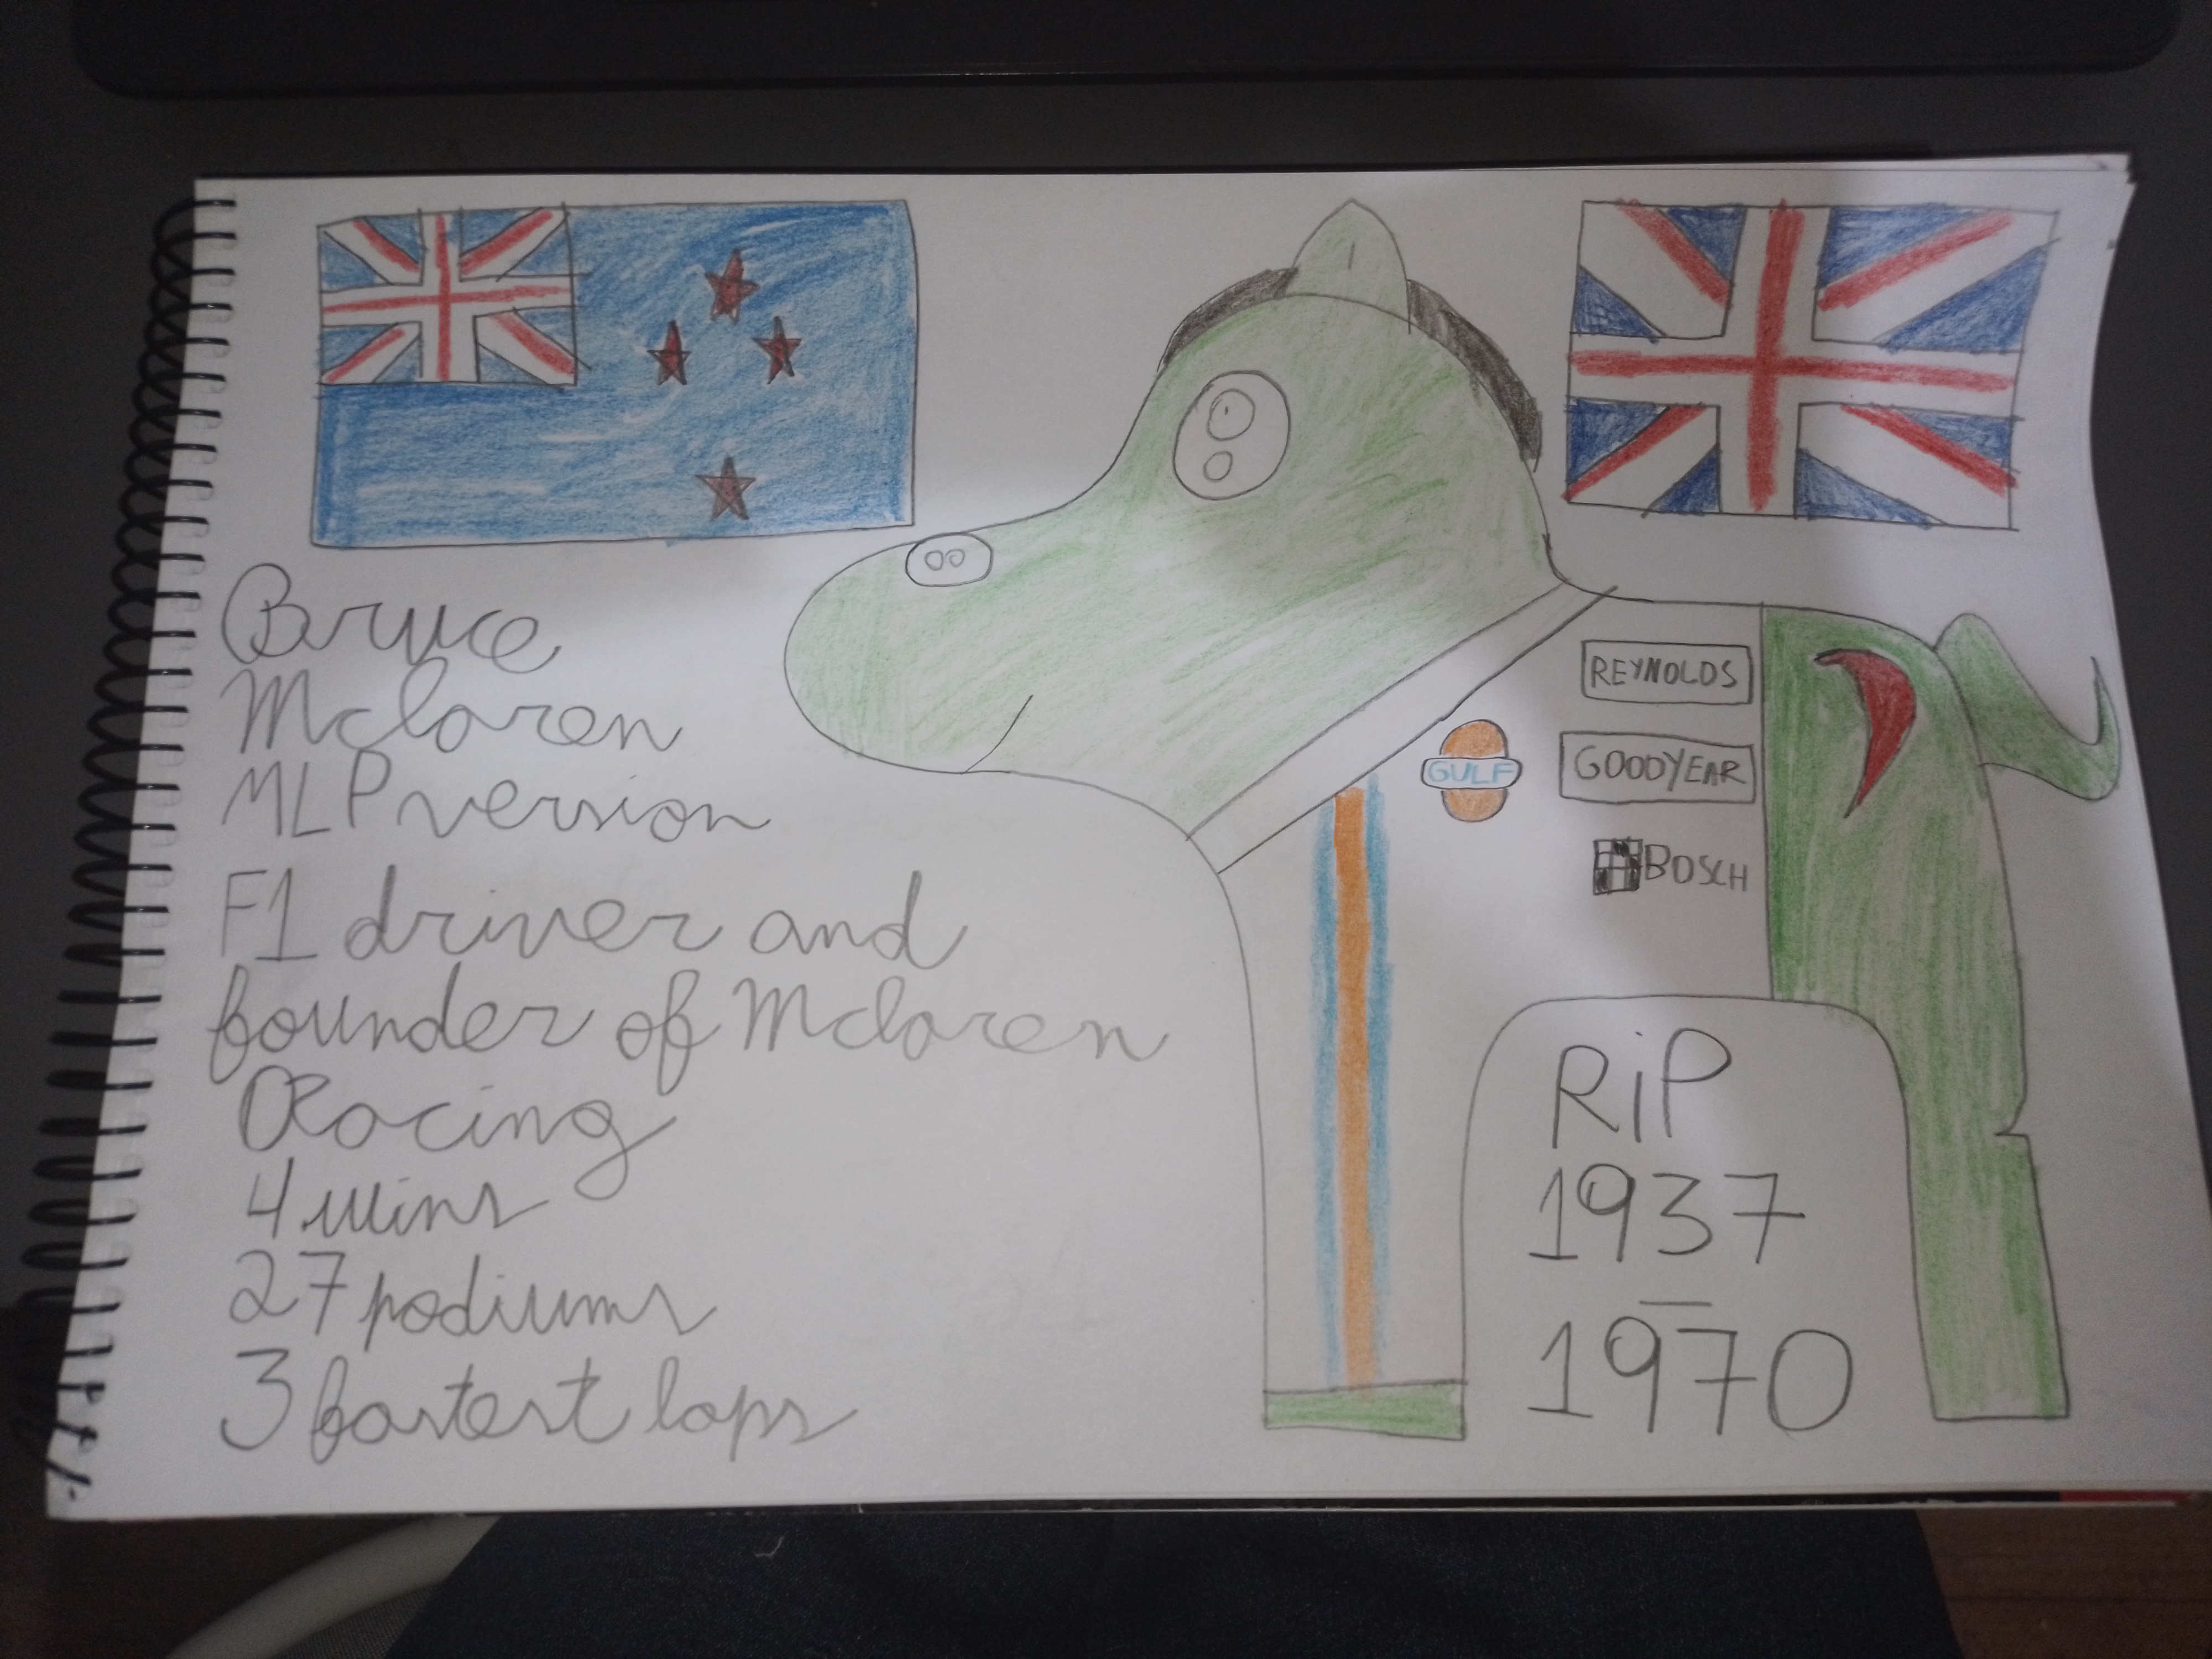 Bruce
Mclaren
MLP version
F1 driver and
founder of Mclaren
Racing
4 wins
27 podiums
3 fastest laps
REYNOLDS
GULF
GOODYEAR
BOSCH
RiP
1937
–
1970